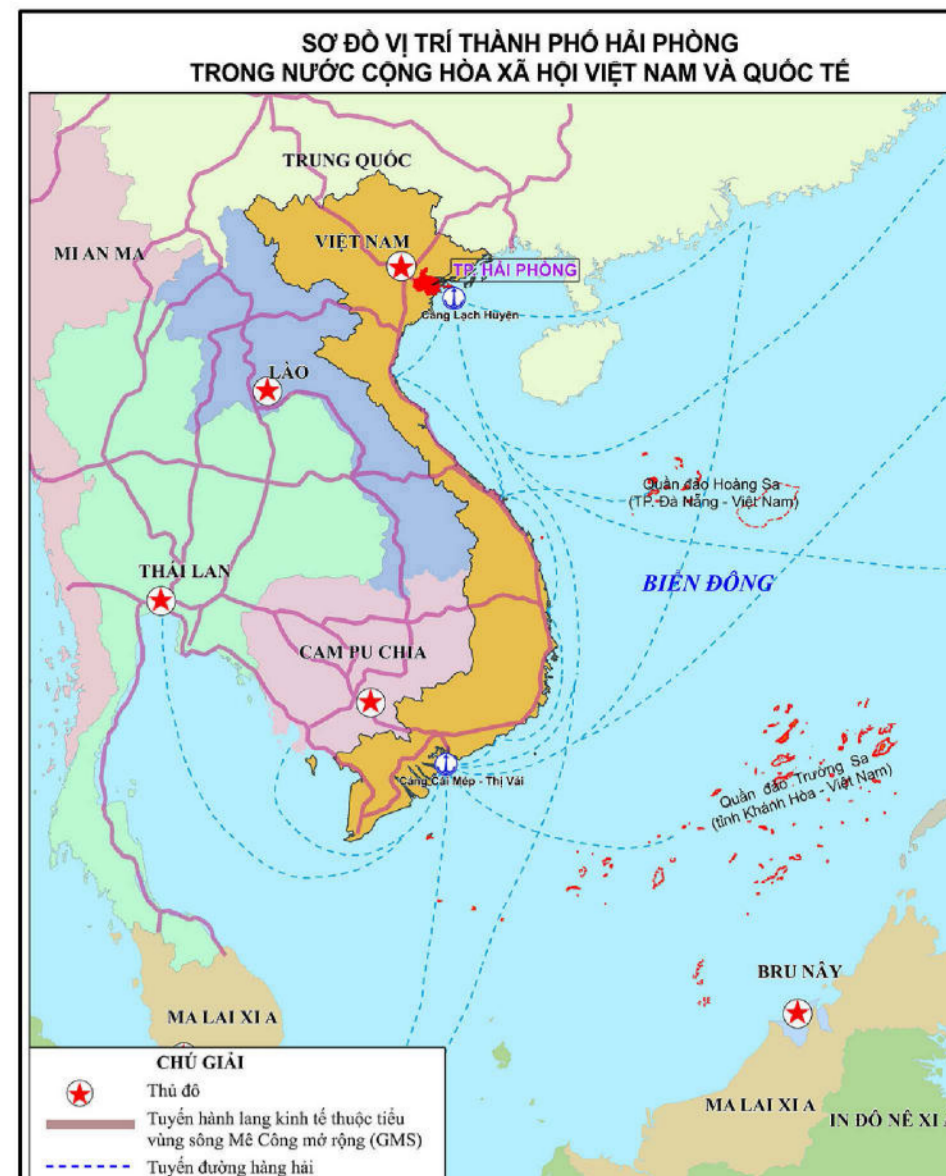 SƠ ĐỒ VỊ TRÍ THÀNH PHỐ HẢI PHÒNG
TRONG NƯỚC CỘNG HÒA XÃ HỘI VIỆT NAM VÀ QUỐC TẾ
TRUNG QUỐC
MI AN MA
VIỆT NAM
TP. HẢI PHÒNG
Cảng Lạch Huyện
LÀO
Quần đảo Hoàng Sa
(TP. Đà Nẵng - Việt Nam)
THÁI LAN
BIỂN ĐÔNG
CAM PU CHIA
Cảng Cái Mép - Thị Vải
Quần đảo Trường Sa
(tỉnh Khánh Hòa - Việt Nam)
BRU NÂY
MA LAI XI A
MA LAI XI A
IN ĐÔ NÊ XI A
CHÚ GIẢI
Thủ đô
Tuyến hành lang kinh tế thuộc tiểu
vùng sông Mê Công mở rộng (GMS)
Tuyến đường hàng hải